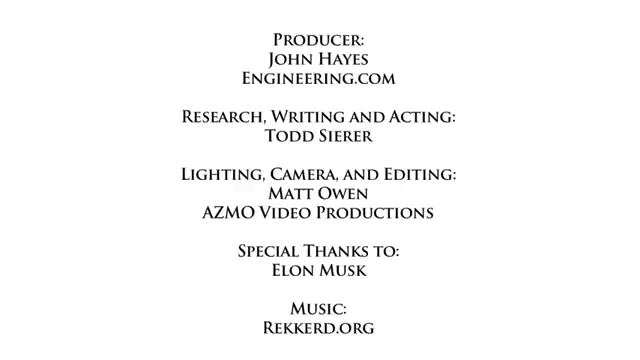 Producer:
John Hayes
Engineering.com
Research, Writing and Acting:
Todd Sierer
Lighting, Camera, and Editing:
Matt Owen
AZMO Video Productions
Special Thanks to:
Elon Musk
Music:
Rekkerd.org